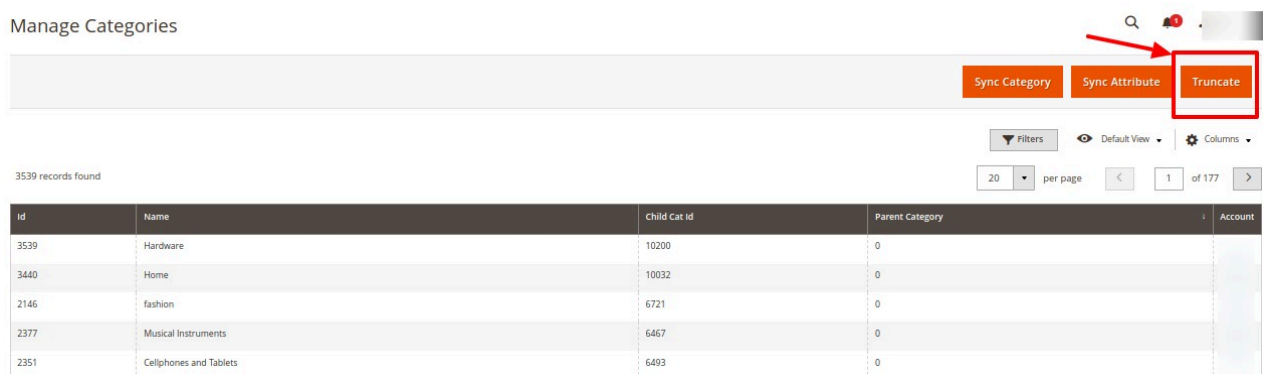 Manage Categories
1
Sync Category Sync Attribute Truncate
Filters Default View Columns
3539 records found 20 per page 1 of 177
Id Name Child Cat Id Parent Category Account
3539 Hardware 10200 0
3440 Home 10032 0
2146 fashion 6721 0
2377 Musical Instruments 6467 0
2351 Cellphones and Tablets 6493 0